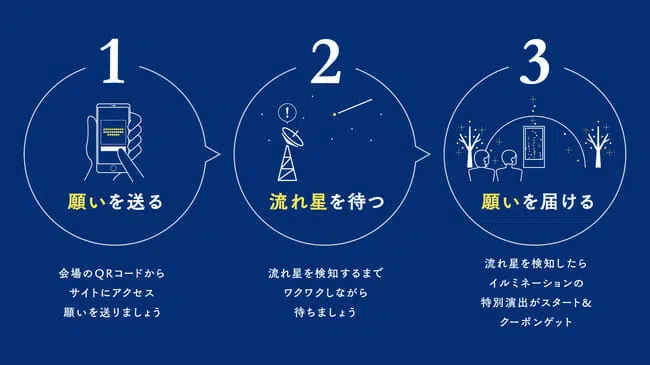 1
願いを送る
会場のQRコードから
サイトにアクセス
願いを送りましょう
2
!
流れ星を待つ
流れ星を検知するまで
ワクワクしながら
待ちましょう
3
願いを届ける
流れ星を検知したら
イルミネーションの
特別演出がスタート&
クーポンゲット